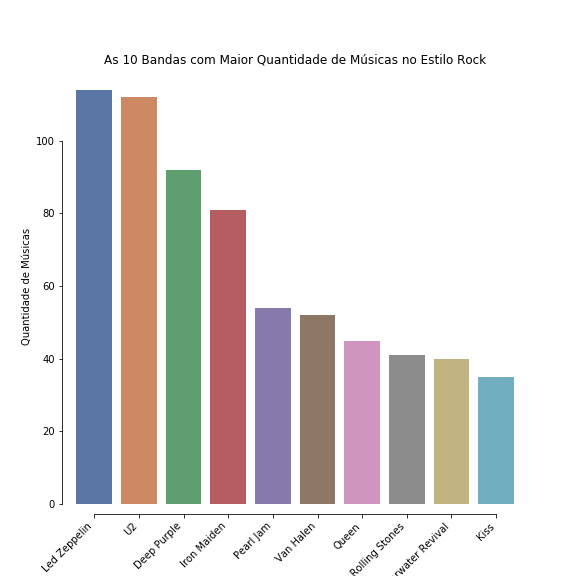 As 10 Bandas com Maior Quantidade de Músicas no Estilo Rock
Quantidade de Músicas
100
80
60
40
20
0
Led Zeppelin
U2
Deep Purple
Iron Maiden
Pearl Jam
Van Halen
Queen
Rolling Stones
Revival
Kiss